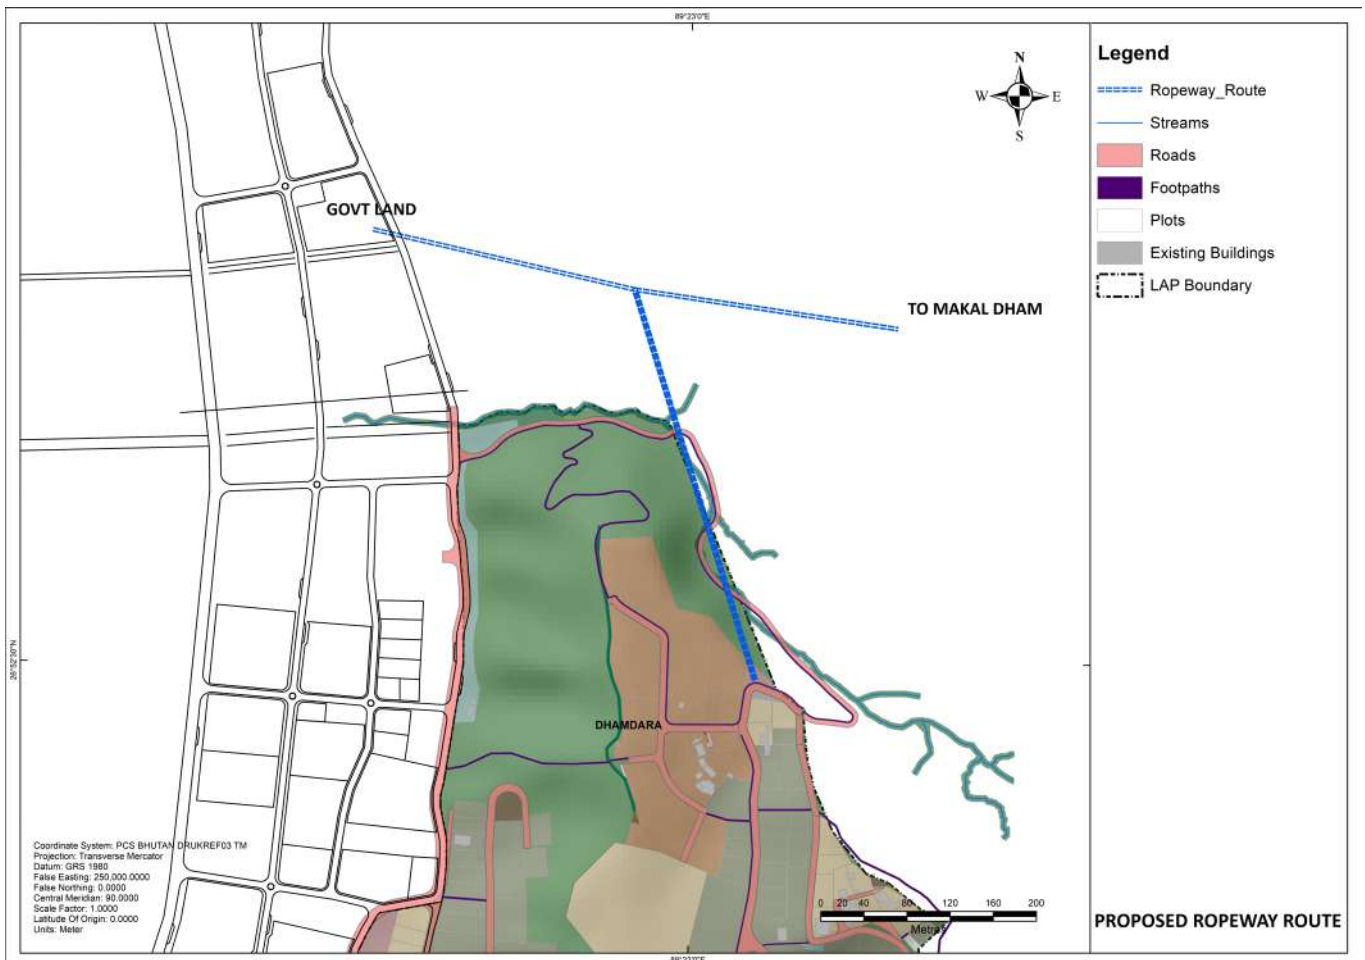 89°23'0"E
Legend
N
W
E
S
Ropeway_Route
Streams
Roads
Footpaths
Plots
Existing Buildings
LAP Boundary
GOVT LAND
TO MAKAL DHAM
26°52'30"N
DHAMDARA
Coordinate System: PCS BHUTAN DRUKREF03 TM
Projection: Transverse Mercator
Datum: GRS 1980
False Easting: 250,000.0000
False Northing: 0.0000
Central Meridian: 90.0000
Scale Factor: 1.0000
Latitude Of Origin: 0.0000
Units: Meter
0 20 40 80 120 160 200
Metres
PROPOSED ROPEWAY ROUTE
89°23'0"E